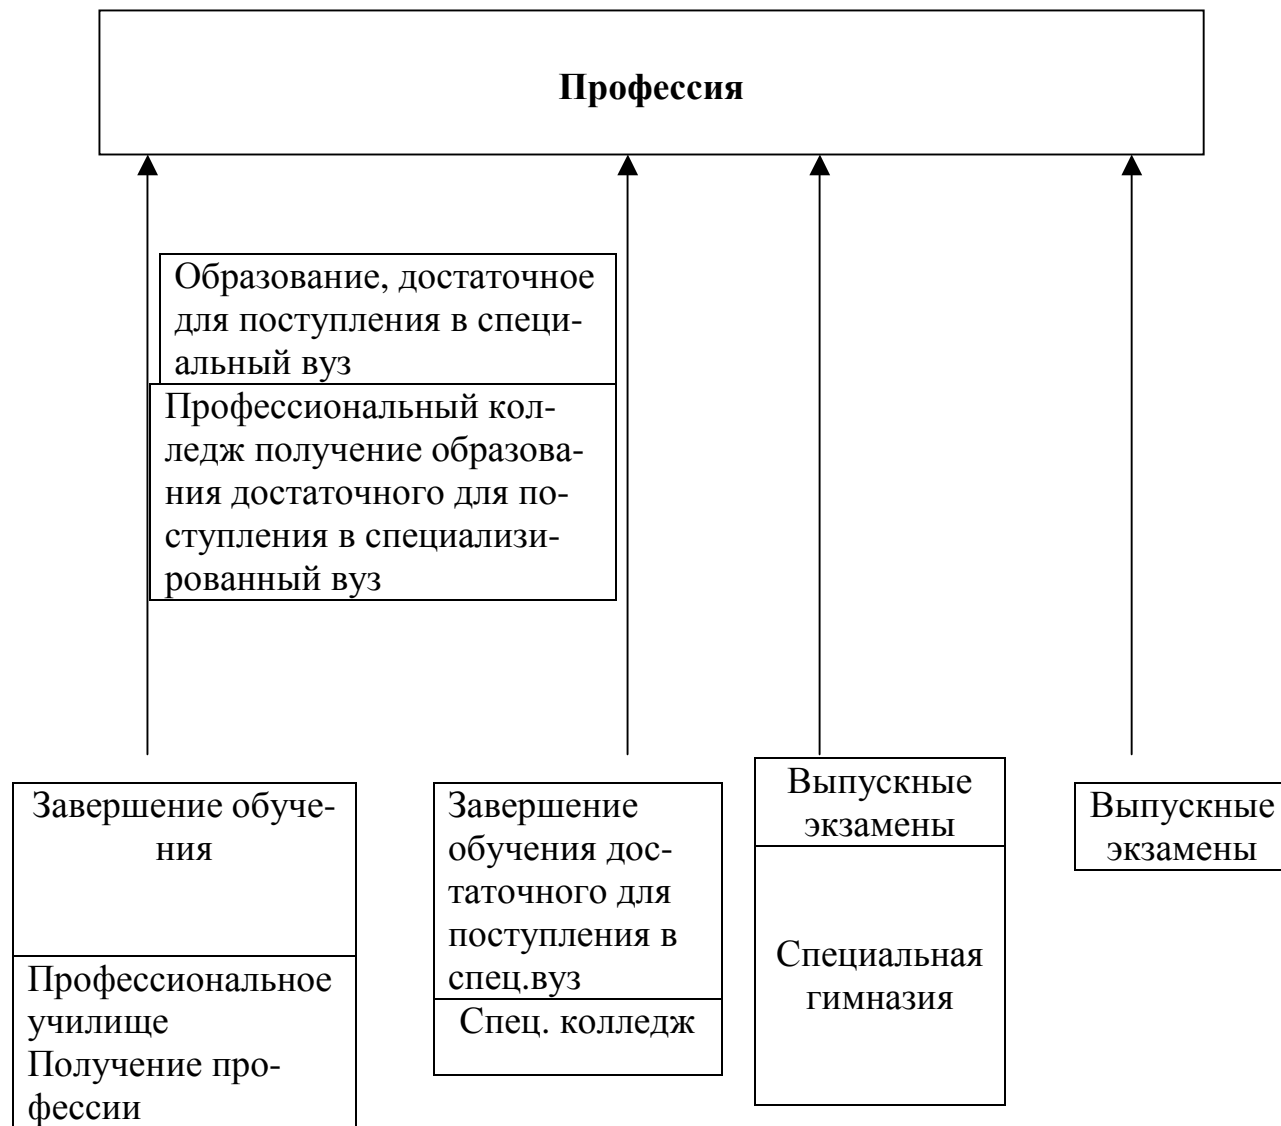 Профессия
Образование, достаточное
для поступления в специ-
альный вуз
Профессиональный кол-
ледж получение образова-
ния достаточного для по-
ступления в специализи-
рованный вуз
Завершение обуче-
ния
Профессиональное
училище
Получение про-
фессии
Завершение
обучения дос-
таточного для
поступления в
спец.вуз
Спец. колледж
Выпускные
экзамены
Специальная
гимназия
Выпускные
экзамены